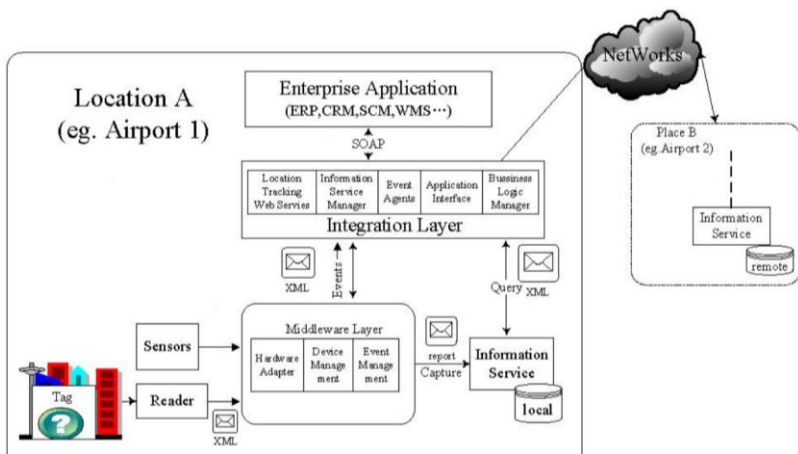 NetWorks
Location A
(eg. Airport 1)
Enterprise Application
(ERP,CRM,SCM,WMS…)
SOAP
Place B
(eg.Airport 2)
Information
Service
remote
Location
Tracking
Web Servies
Information
Service
Manager
Event
Agents
Application
Interface
Bussiness
Logic
Manager
Integration Layer
XML
Events
Query
XML
Middleware Layer
Hardware
Adapter
Device
Manage
ment
Event
Manage
ment
Sensors
Reader
Tag
?
XML
report
Capture
Information
Service
local